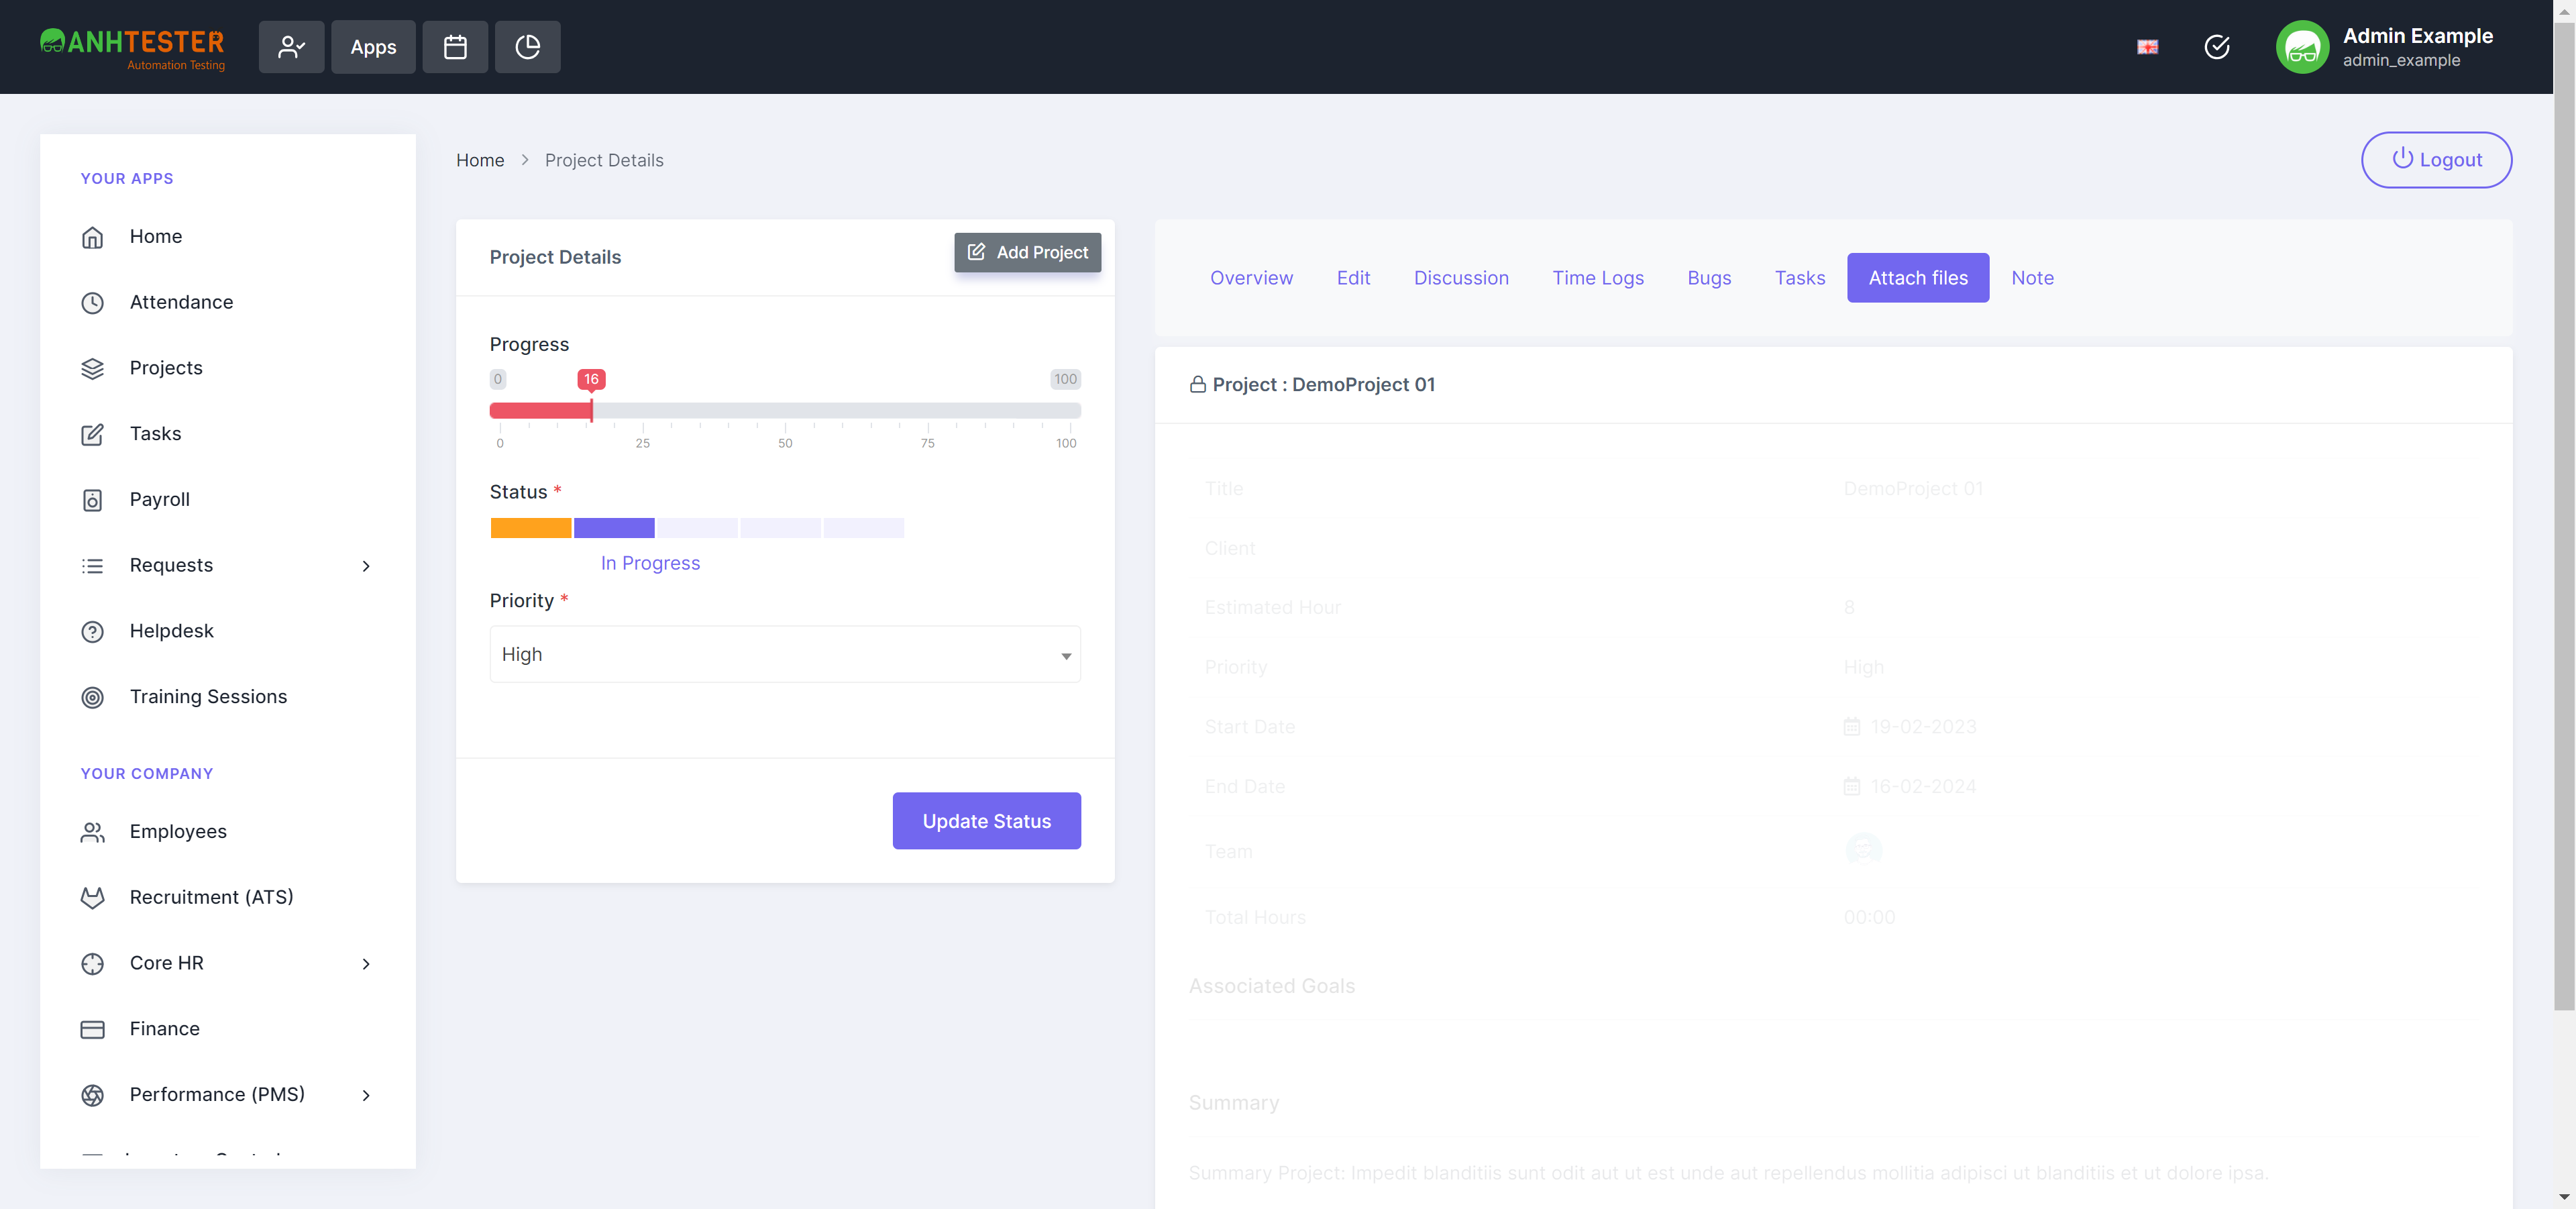 ANHTESTER
Automation Testing
Apps
Admin Example
admin_example
YOUR APPS
Home
Attendance
Projects
Tasks
Payroll
Requests
Helpdesk
Training Sessions
YOUR COMPANY
Employees
Recruitment (ATS)
Core HR
Finance
Performance (PMS)
Home > Project Details
Logout
Project Details
Add Project
Progress
0 16 100
0 25 50 75 100
Status *
In Progress
Priority *
High
Update Status
Overview Edit Discussion Time Logs Bugs Tasks Attach files Note
Project : DemoProject 01
Title DemoProject 01
Client
Estimated Hour 8
Priority High
Start Date 19-02-2023
End Date 16-02-2024
Team
Total Hours 00:00
Associated Goals
Summary
Summary Project: Impedit blanditiis sunt odit aut ut est unde aut repellendus mollitia adipisci ut blanditiis et ut dolore ipsa.